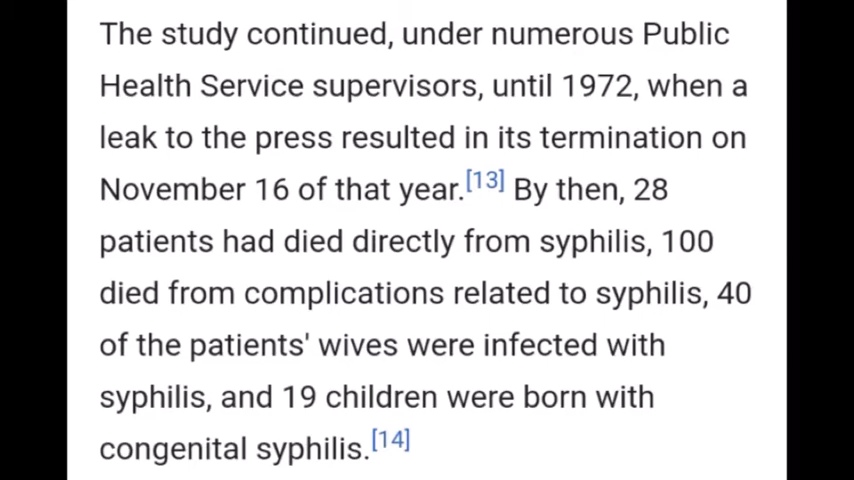 The study continued, under numerous Public
Health Service supervisors, until 1972, when a
leak to the press resulted in its termination on
November 16 of that year.[13] By then, 28
patients had died directly from syphilis, 100
died from complications related to syphilis, 40
of the patients' wives were infected with
syphilis, and 19 children were born with
congenital syphilis.[14]